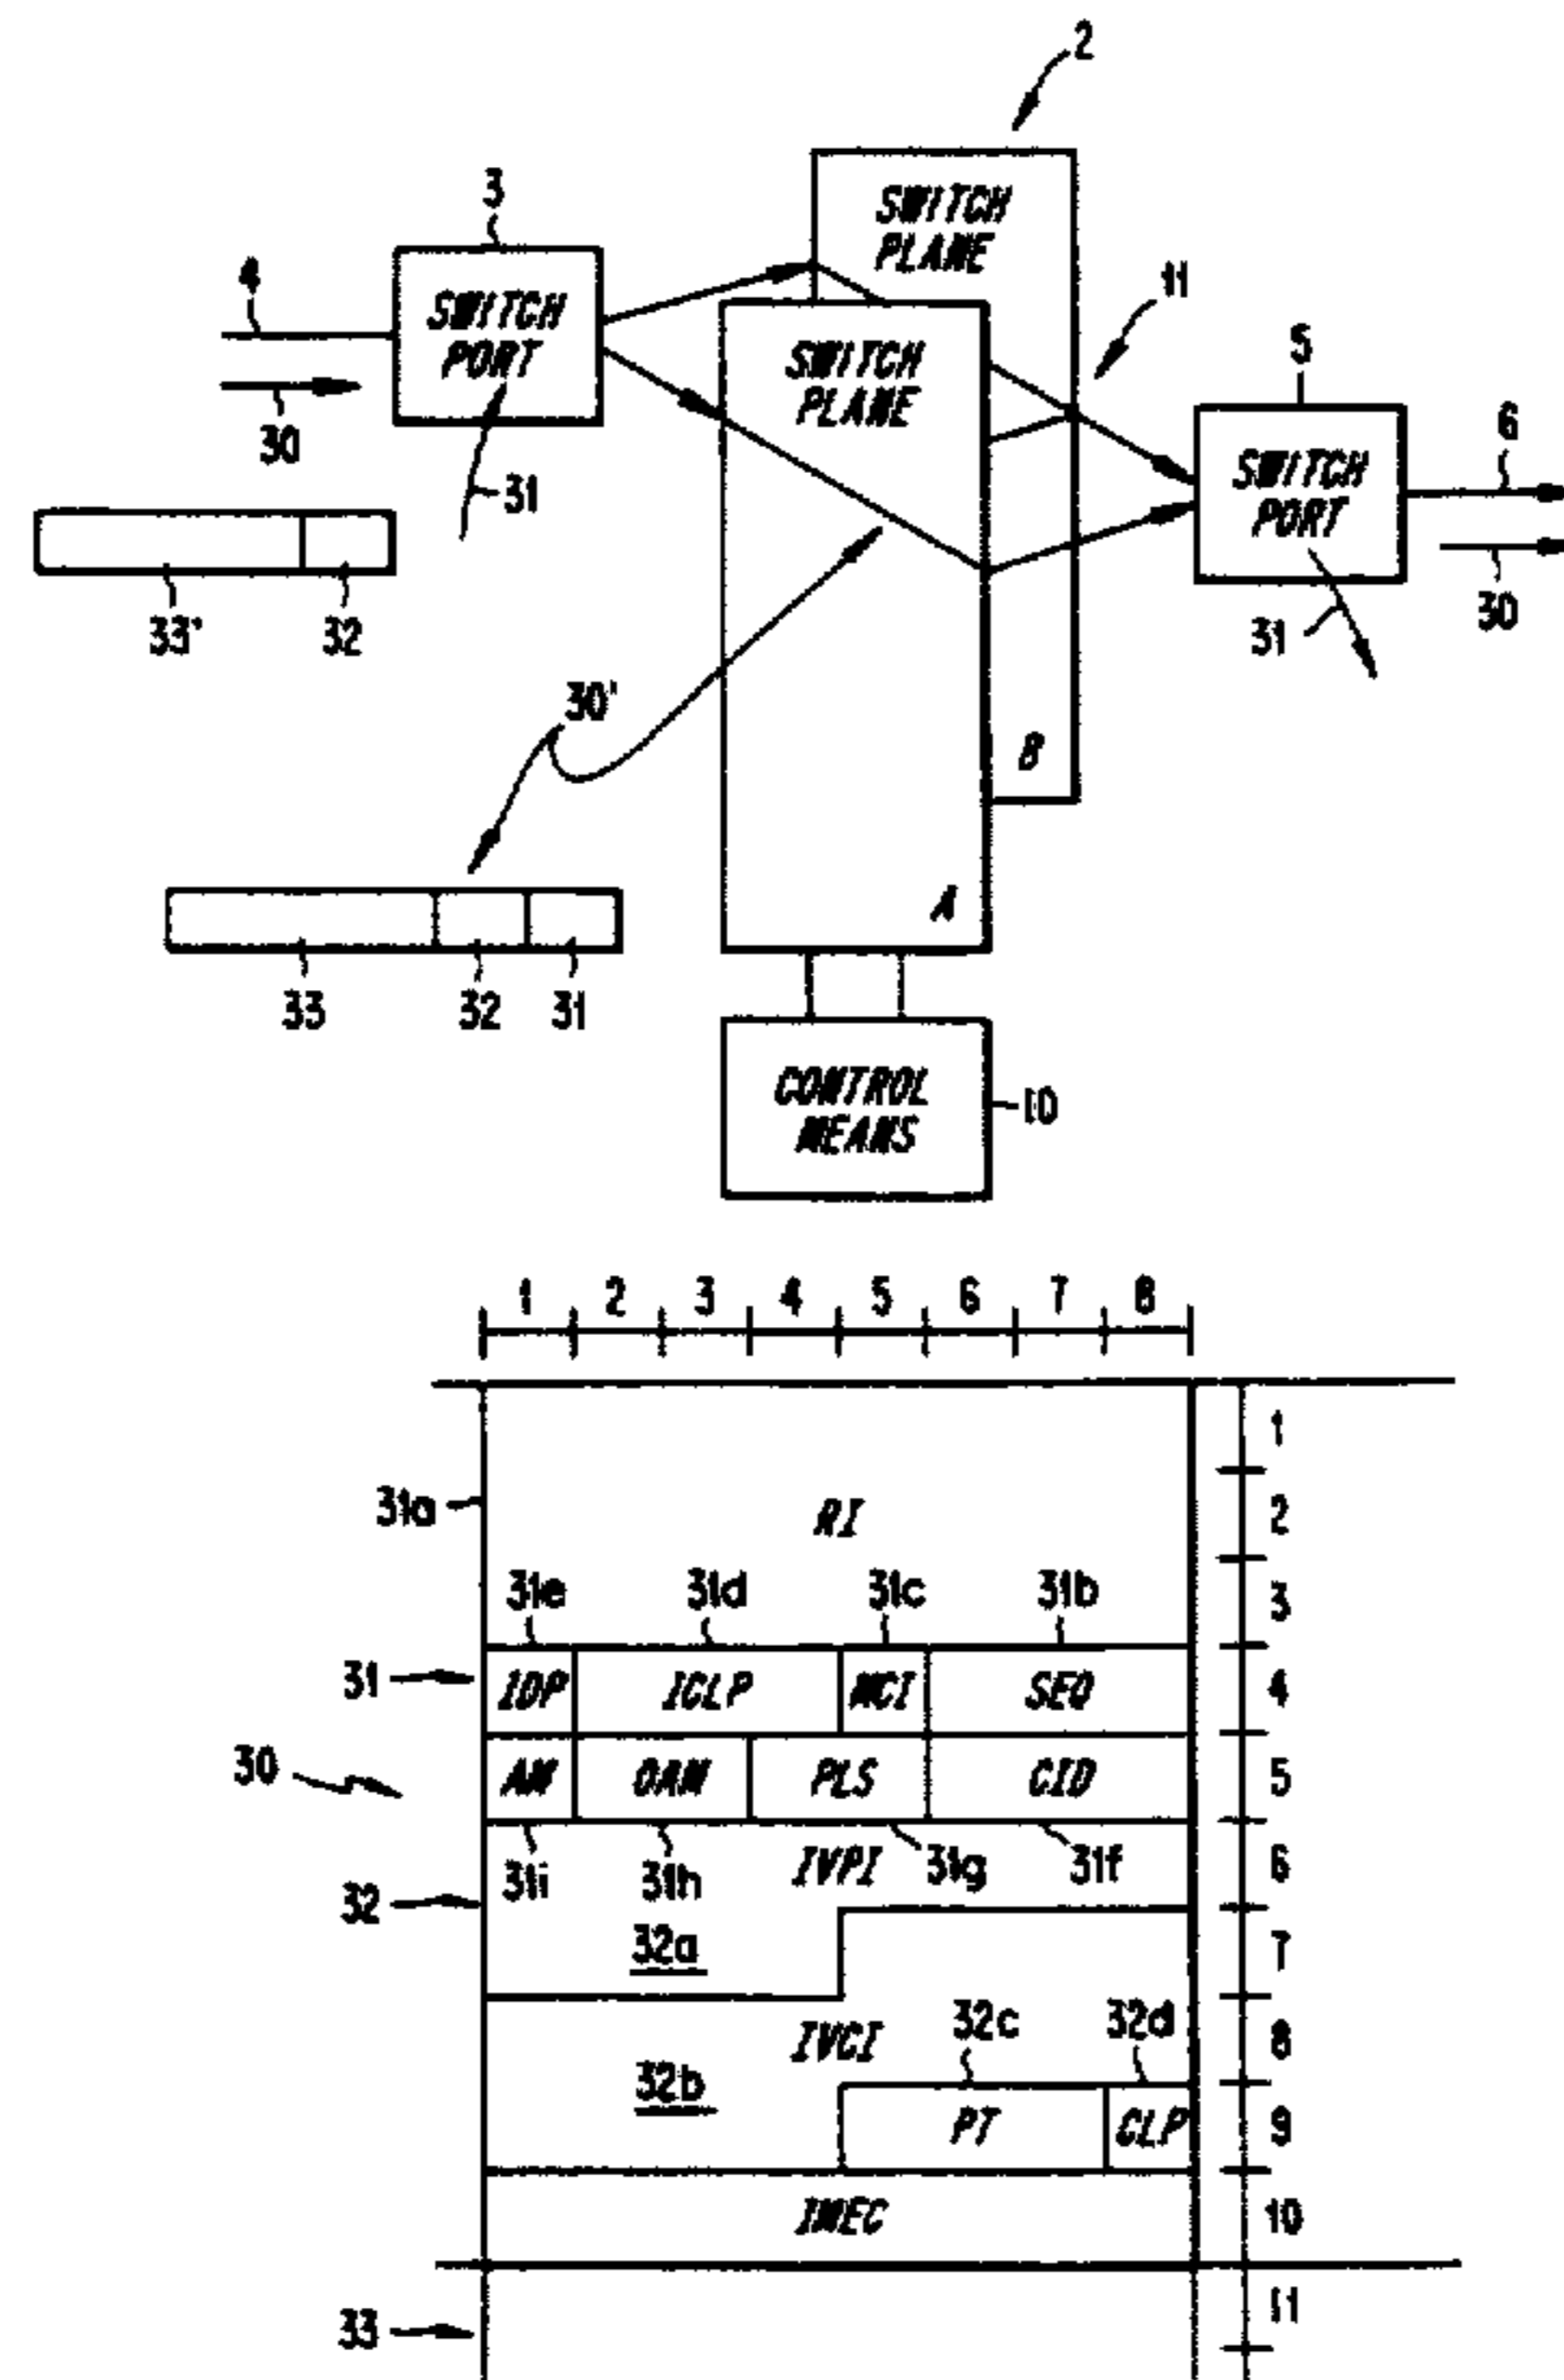 2
SWITCH
PLANE
3
4
SWITCH
PORT
11
SWITCH
PLANE
5
30
31
SWITCH
PORT
6
33'
32
31
30
30'
B
A
33
32
31
CONTROL
MEANS
10
1 2 3 4 5 6 7 8
1
31a
RI
2
31e 31d 31c 31b
3
31
IDP ICLP MCI SEQ
4
30
AM OAM PLS CID
5
31i 31h IVPI 31g 31f
6
32
32a
7
IVCI 32c 32d
8
32b
PT CLP
9
10
33
11